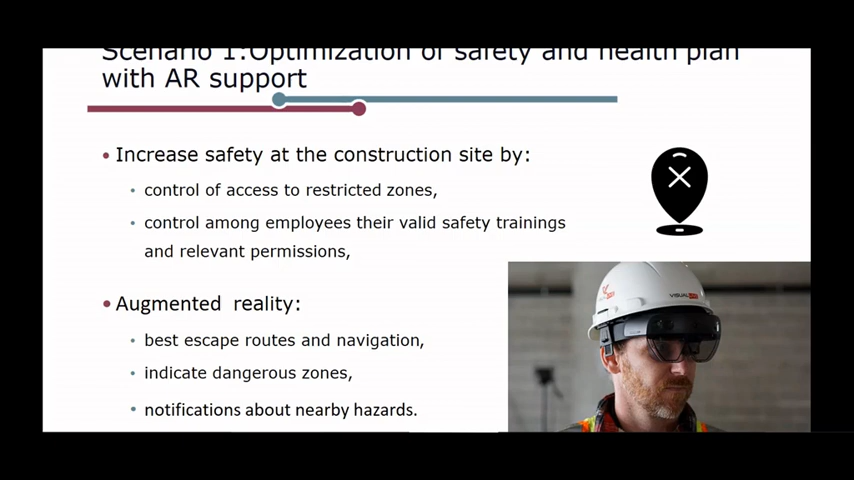 Scenario 1:Optimization of safety and health plan
with AR support
• Increase safety at the construction site by:
• control of access to restricted zones,
• control among employees their valid safety trainings
and relevant permissions,
• Augmented reality:
• best escape routes and navigation,
• indicate dangerous zones,
• notifications about nearby hazards.